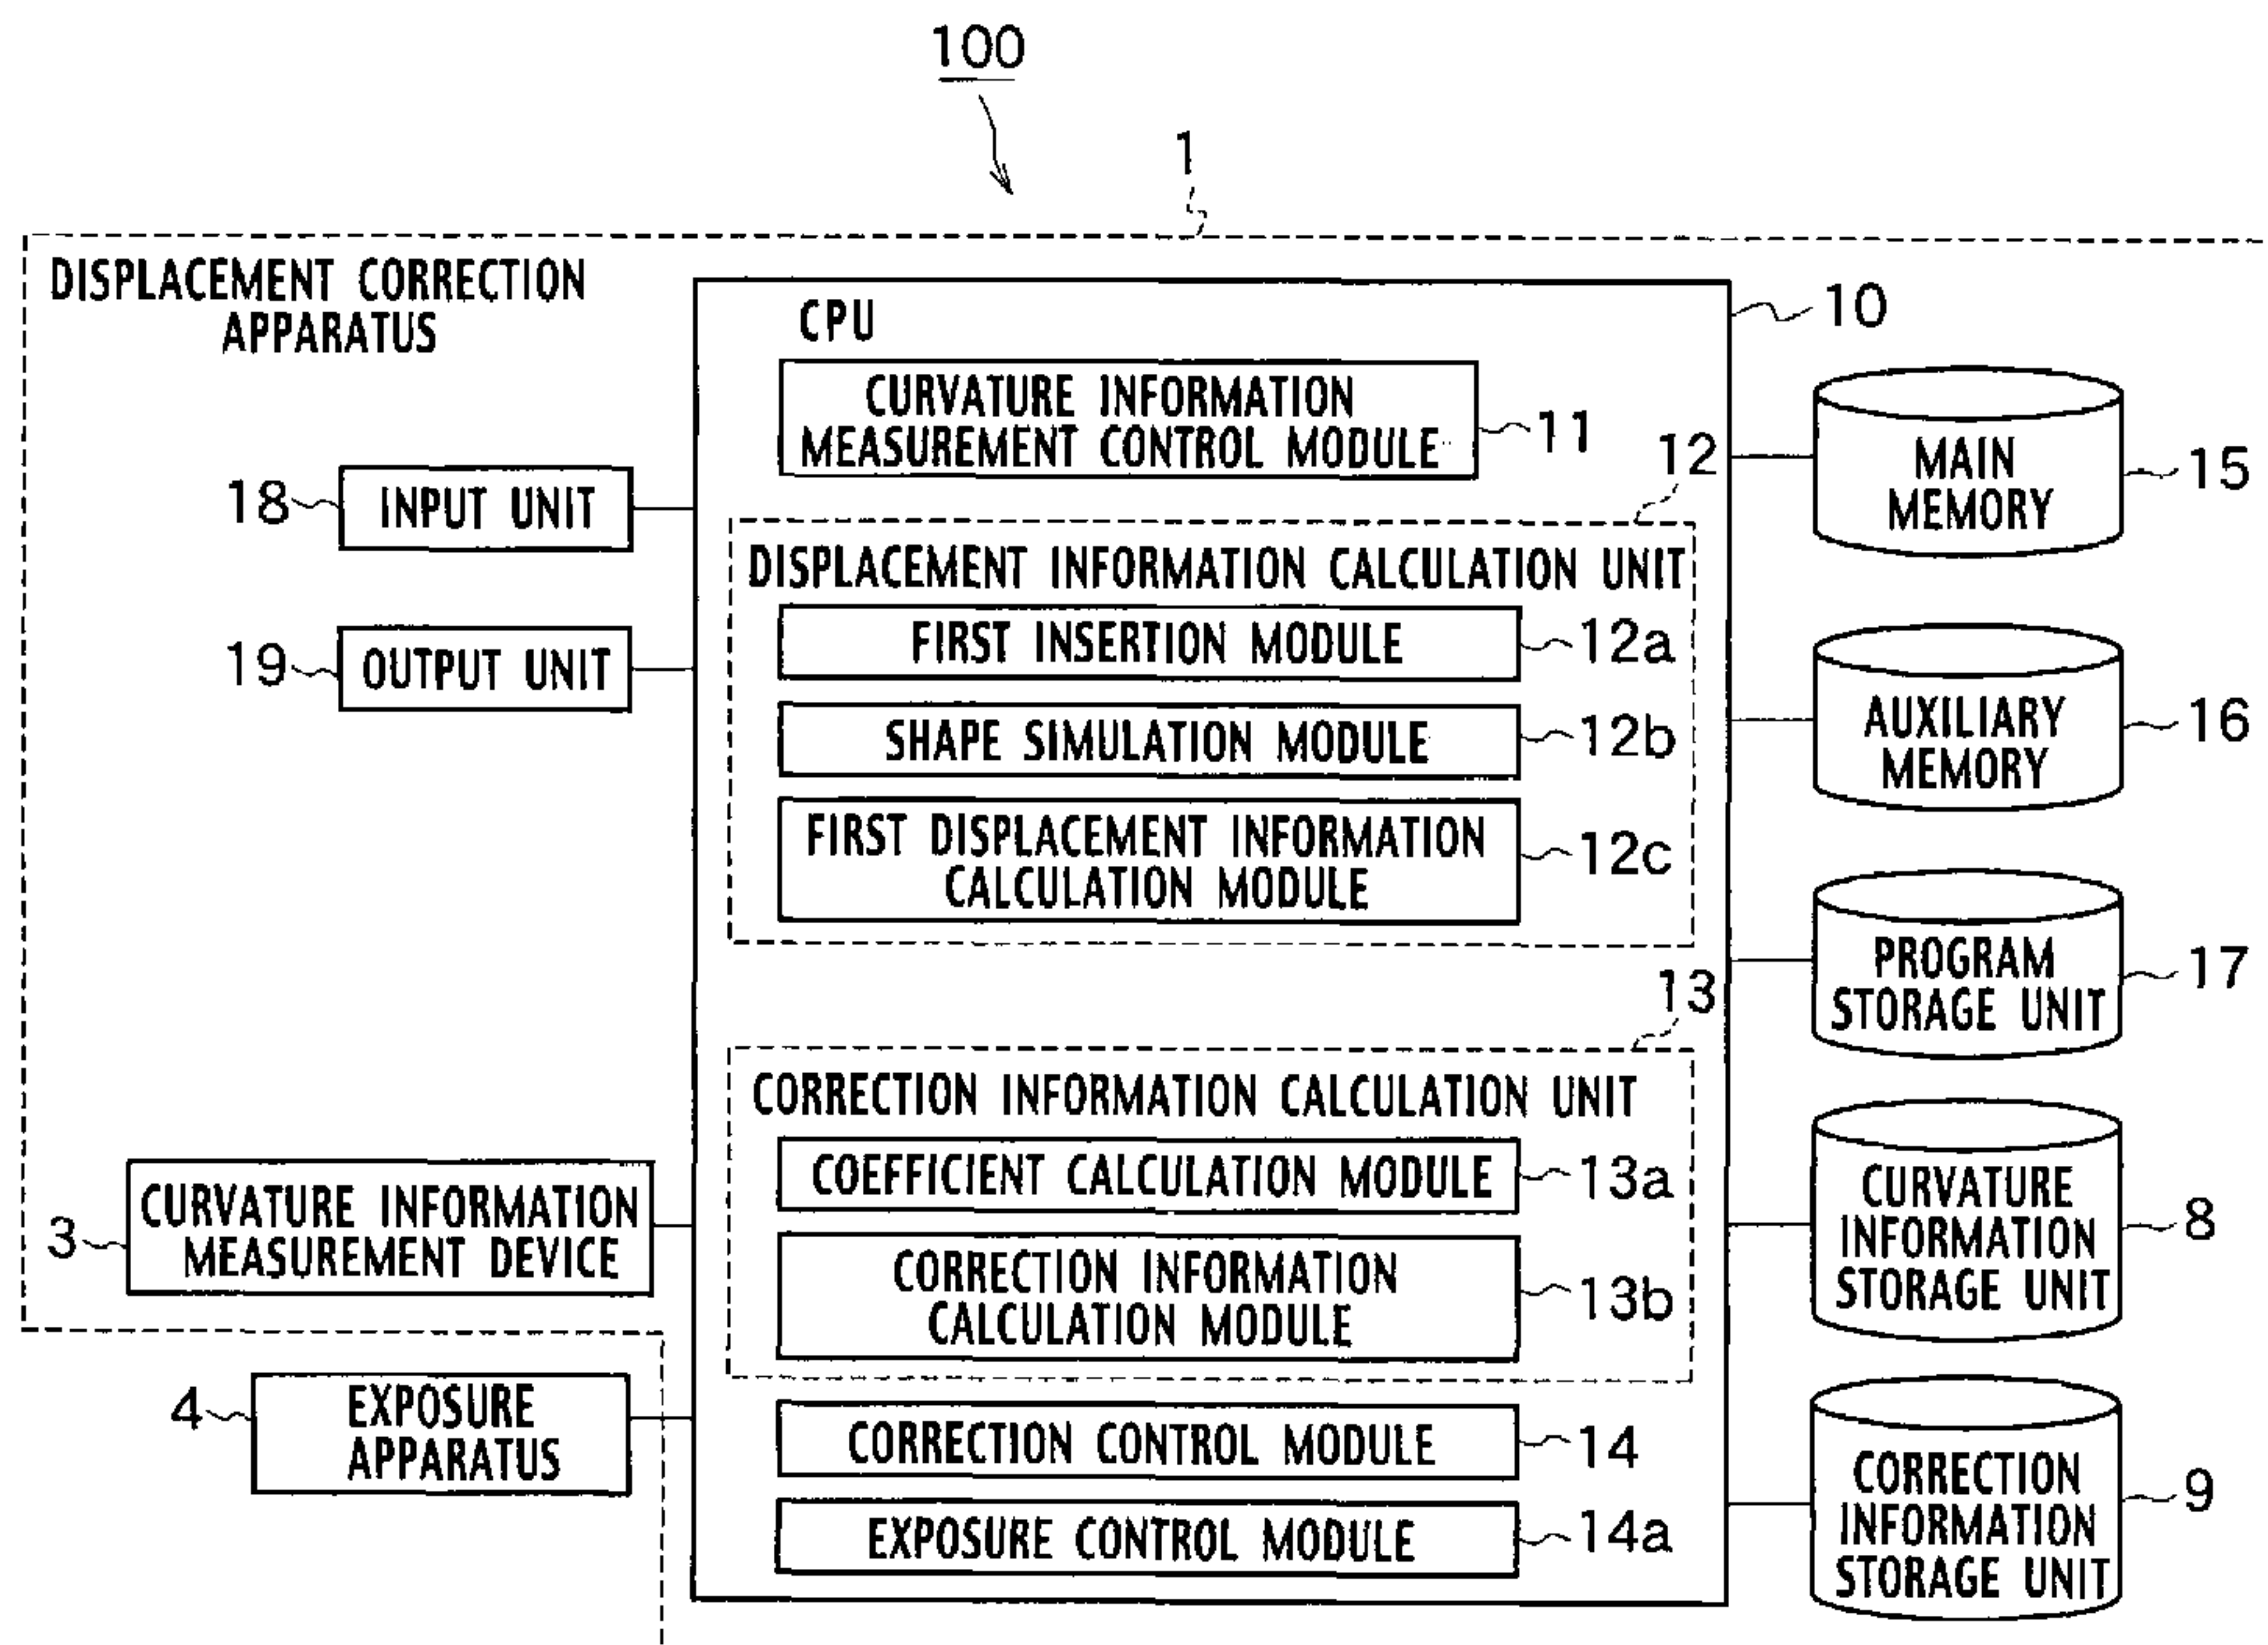 100
1
DISPLACEMENT CORRECTION
APPARATUS
CPU
10
CURVATURE INFORMATION
MEASUREMENT CONTROL MODULE
11
12
MAIN
MEMORY
15
18
INPUT UNIT
DISPLACEMENT INFORMATION CALCULATION UNIT
FIRST INSERTION MODULE
12a
19
OUTPUT UNIT
SHAPE SIMULATION MODULE
12b
AUXILIARY
MEMORY
16
FIRST DISPLACEMENT INFORMATION
CALCULATION MODULE
12c
PROGRAM
STORAGE UNIT
17
13
CORRECTION INFORMATION CALCULATION UNIT
COEFFICIENT CALCULATION MODULE
13a
3
CURVATURE INFORMATION
MEASUREMENT DEVICE
CORRECTION INFORMATION
CALCULATION MODULE
13b
CURVATURE
INFORMATION
STORAGE UNIT
8
4
EXPOSURE
APPARATUS
CORRECTION CONTROL MODULE
14
EXPOSURE CONTROL MODULE
14a
CORRECTION
INFORMATION
STORAGE UNIT
9